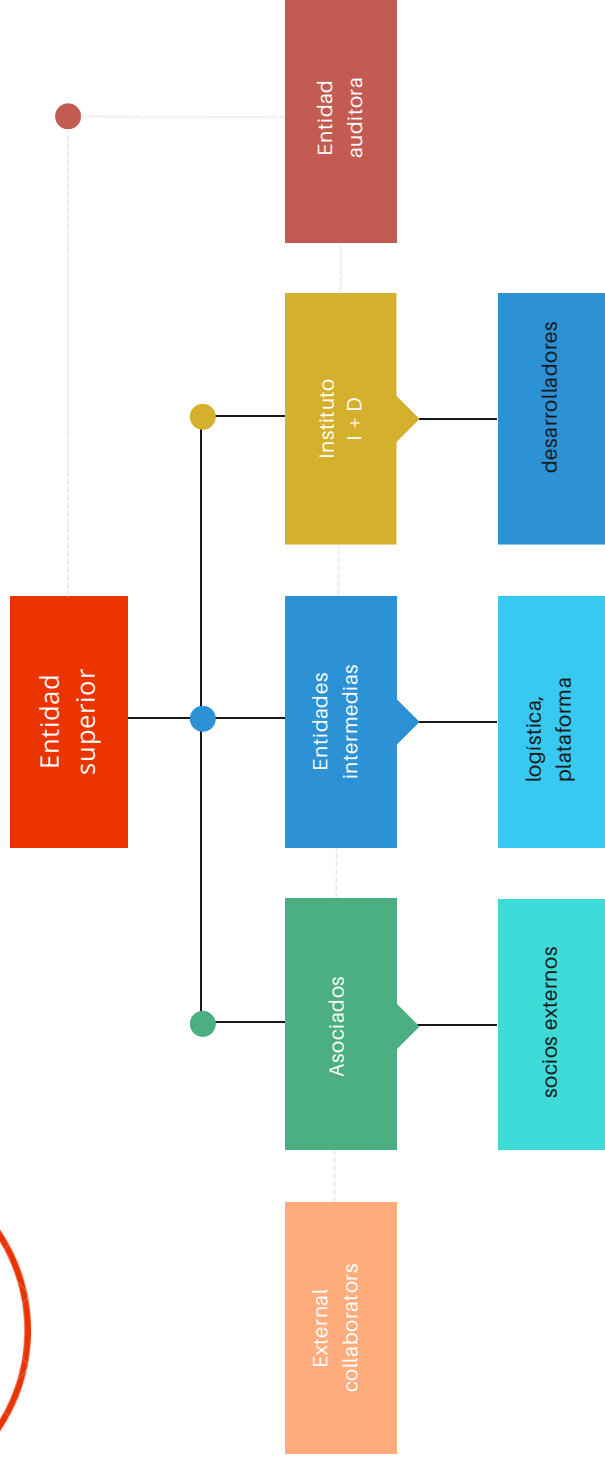 Entidad
superior
External
collaborators
Asociados
Entidades
intermedias
Instituto
I + D
Entidad
auditora
socios externos
logística,
plataforma
desarrolladores